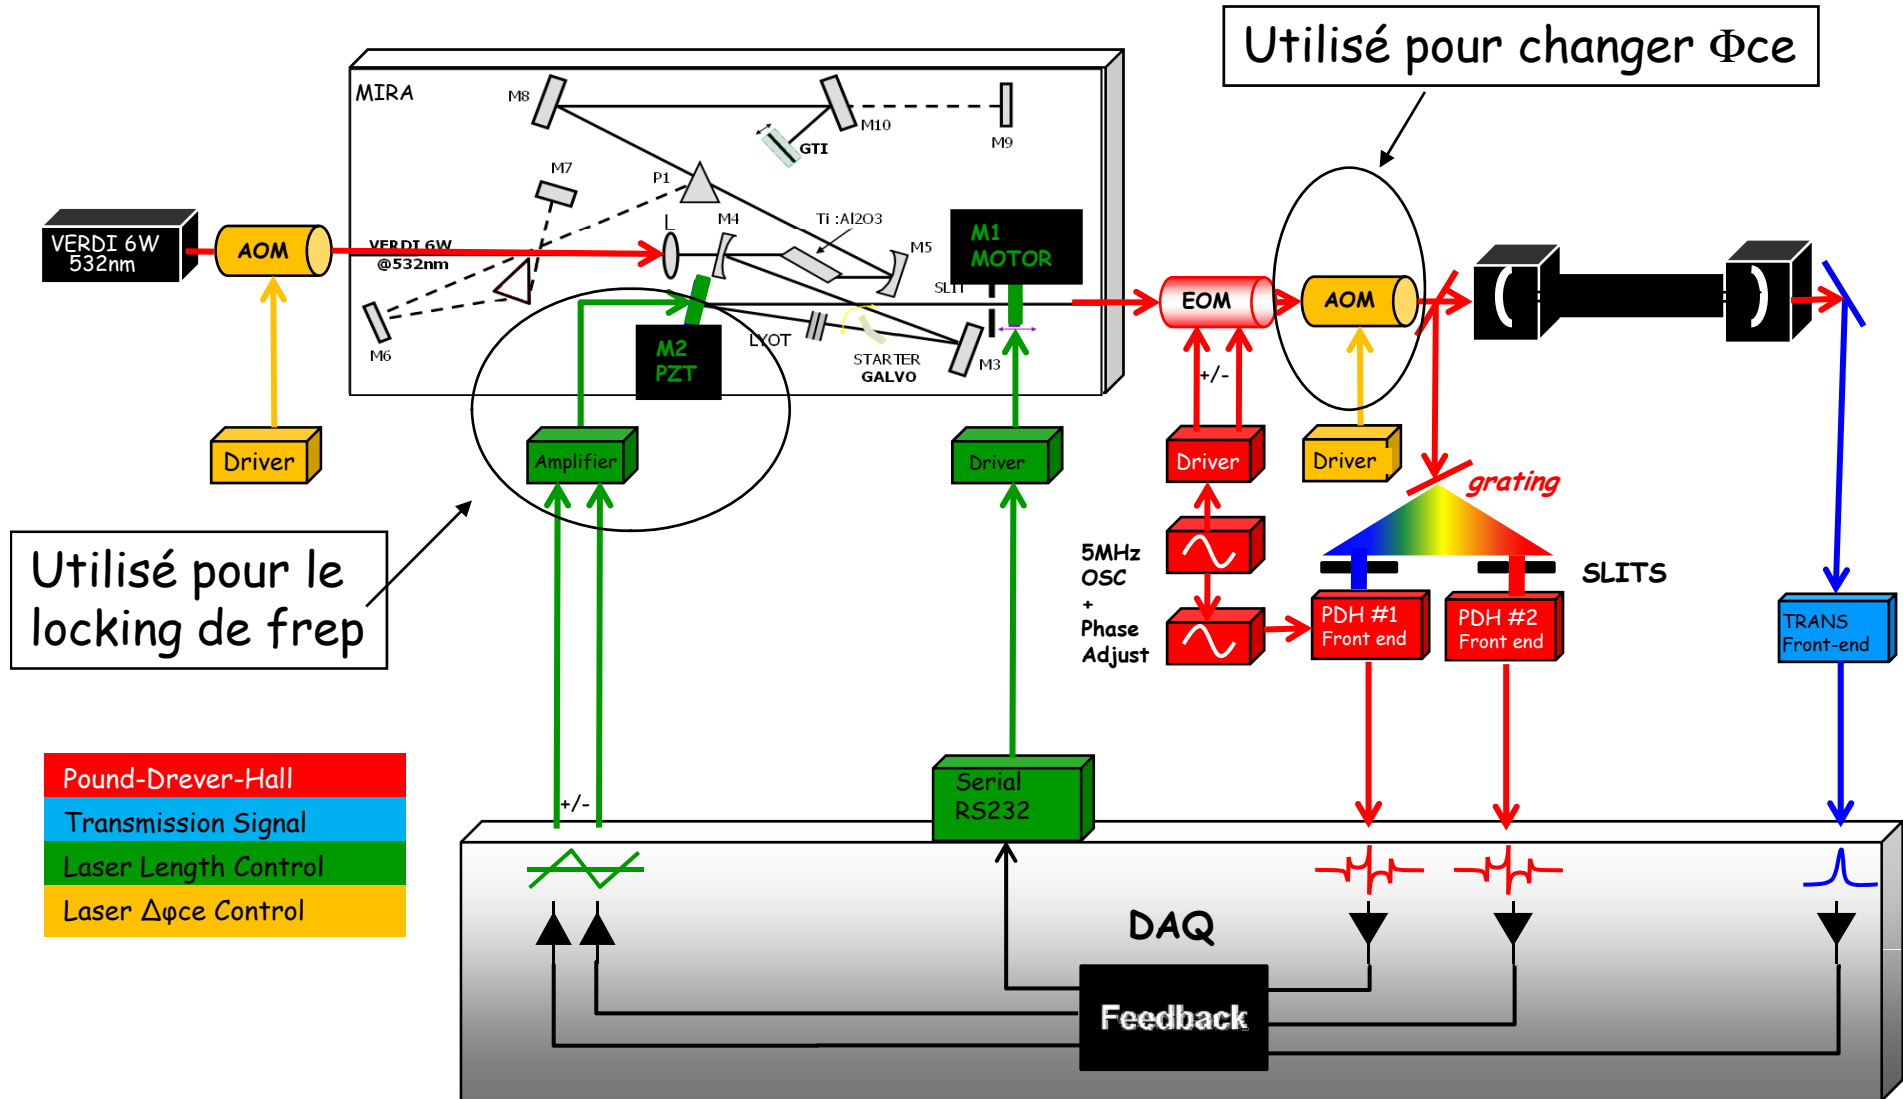 Utilisé pour changer Φce
MIRA
M8
M10
M9
GTI
M7
P1
L
M4
Ti :Al2O3
M5
M1
MOTOR
VERDI 6W
532nm
AOM
VERDI 6W
@532nm
SLIT
EOM
AOM
M6
M2
PZT
LYOT
STARTER
GALVO
M3
+/-
Driver
Amplifier
Driver
Driver
Driver
grating
Utilisé pour le
locking de frep
5MHz
OSC
+
Phase
Adjust
SLITS
PDH #1
Front end
PDH #2
Front end
TRANS
Front-end
Pound-Drever-Hall
Transmission Signal
Laser Length Control
Laser Δφce Control
+/-
Serial
RS232
DAQ
Feedback